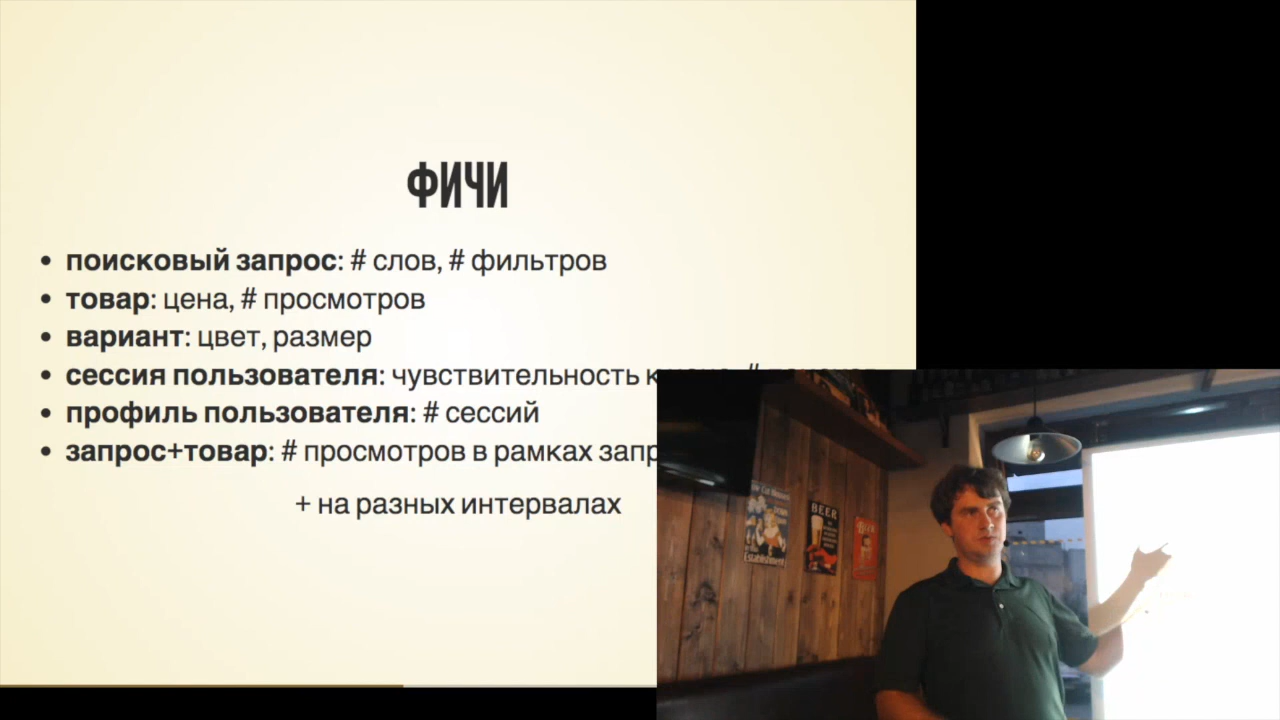 ФИЧИ
• поисковый запрос: # слов, # фильтров
• товар: цена, # просмотров
• вариант: цвет, размер
• сессия пользователя: чувствительность к
• профиль пользователя: # сессий
• запрос+товар: # просмотров в рамках
+ на разных интервалах
BEER
BEER